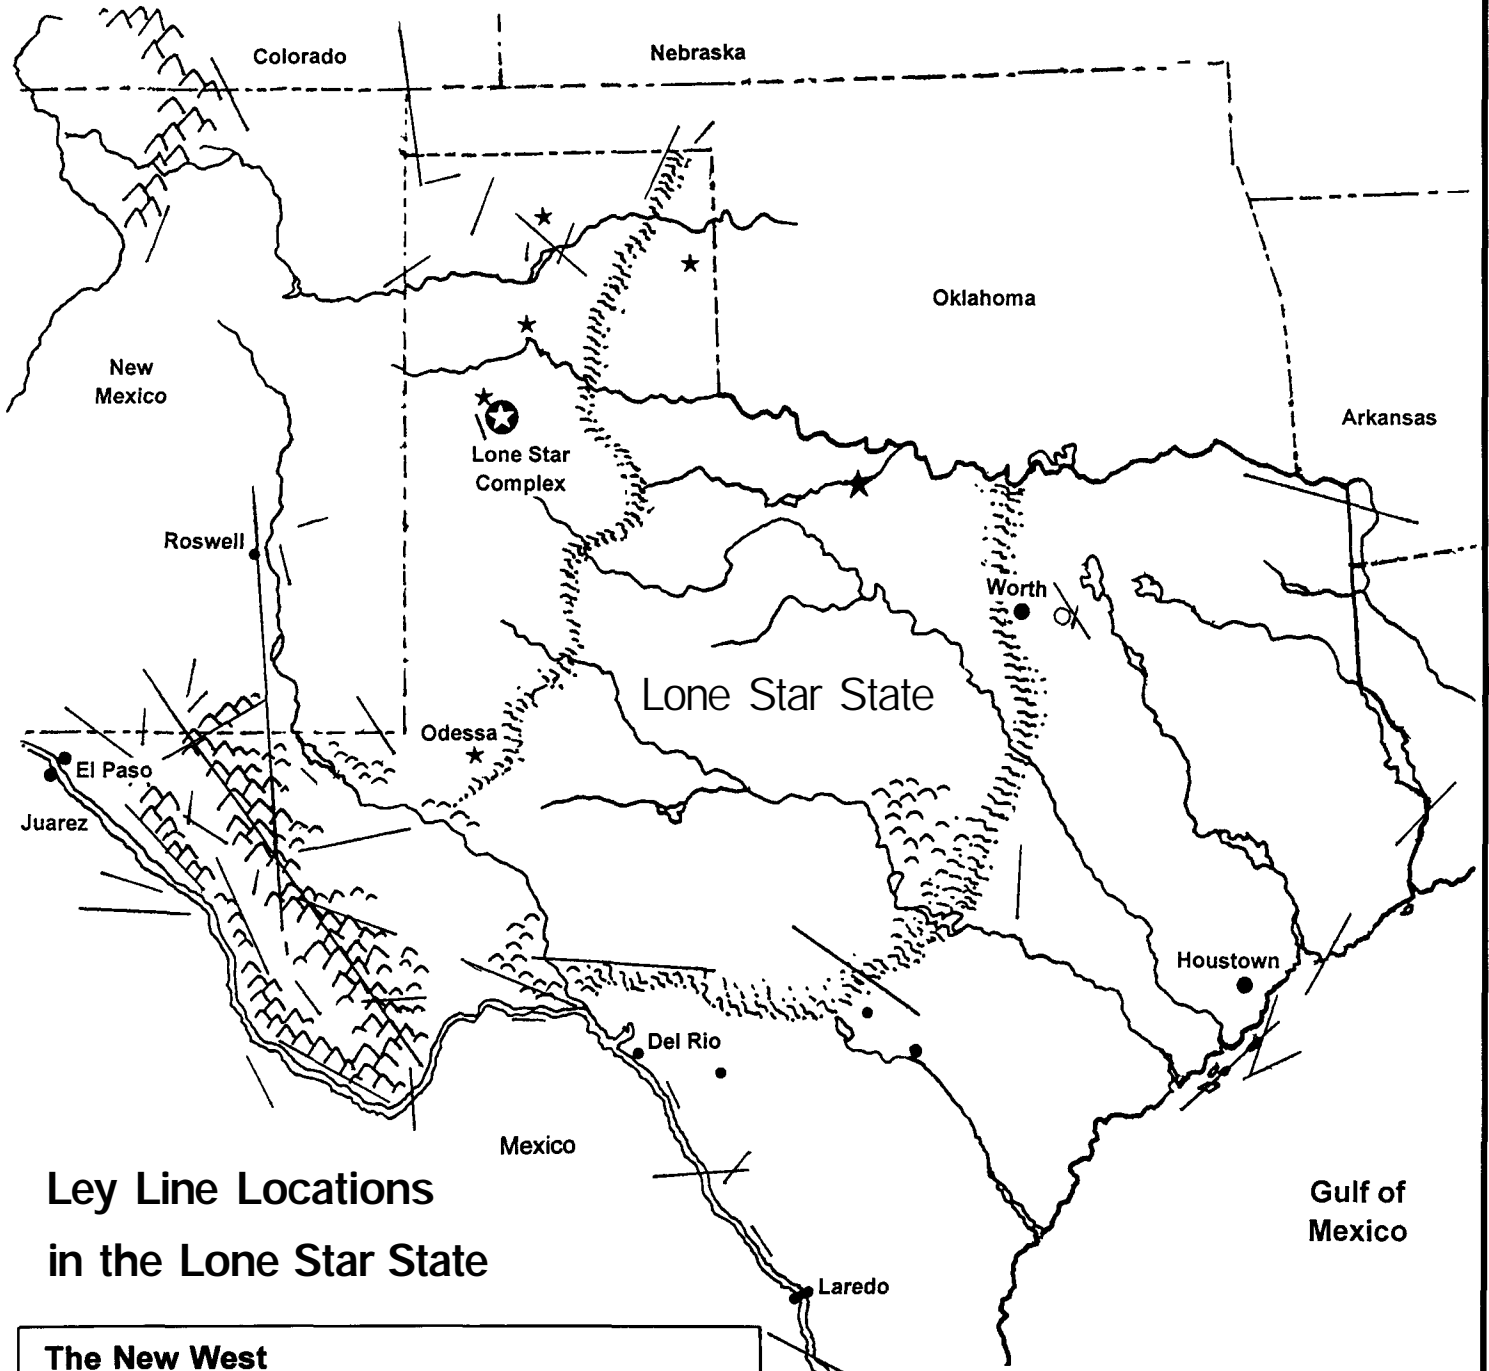 Colorado
Nebraska
Oklahoma
New
Mexico
Arkansas
Lone Star
Complex
Roswell
Worth
Lone Star State
Odessa
El Paso
Juarez
Houstown
Del Rio
Mexico
Ley Line Locations
in the Lone Star State
Gulf of
Mexico
Laredo
The New West